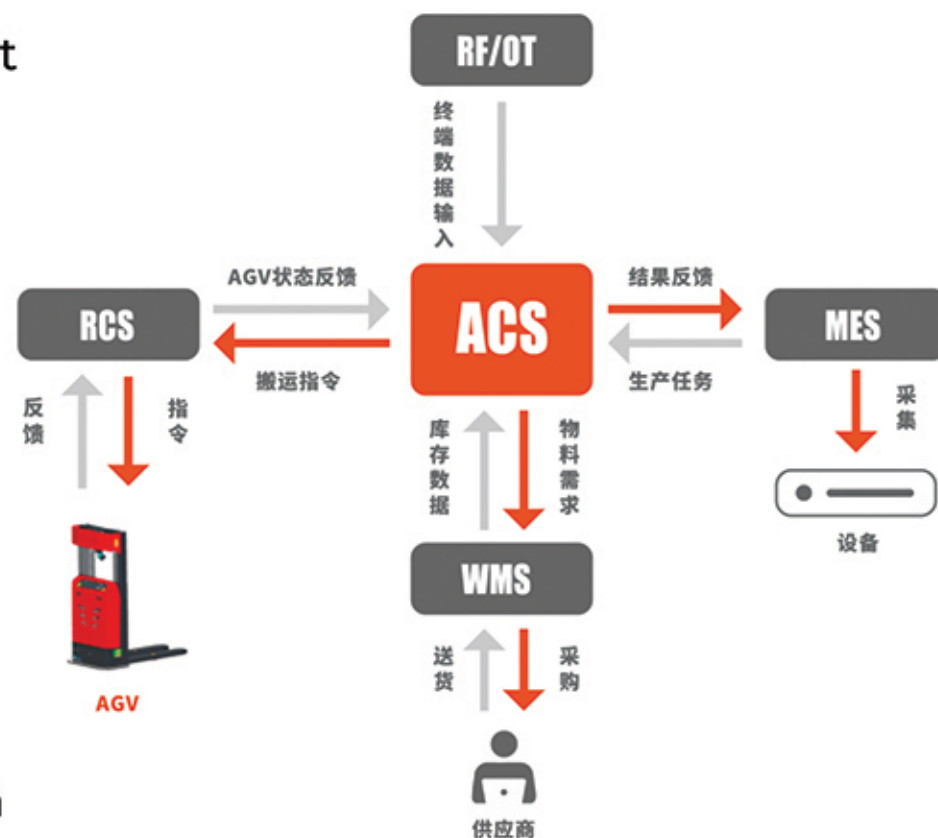 t
RF/OT
终端数据输入
AGV状态反馈
结果反馈
RCS
ACS
MES
搬运指令
生产任务
反馈
指令
库存数据
物料需求
采集
设备
WMS
AGV
送货
采购
供应商